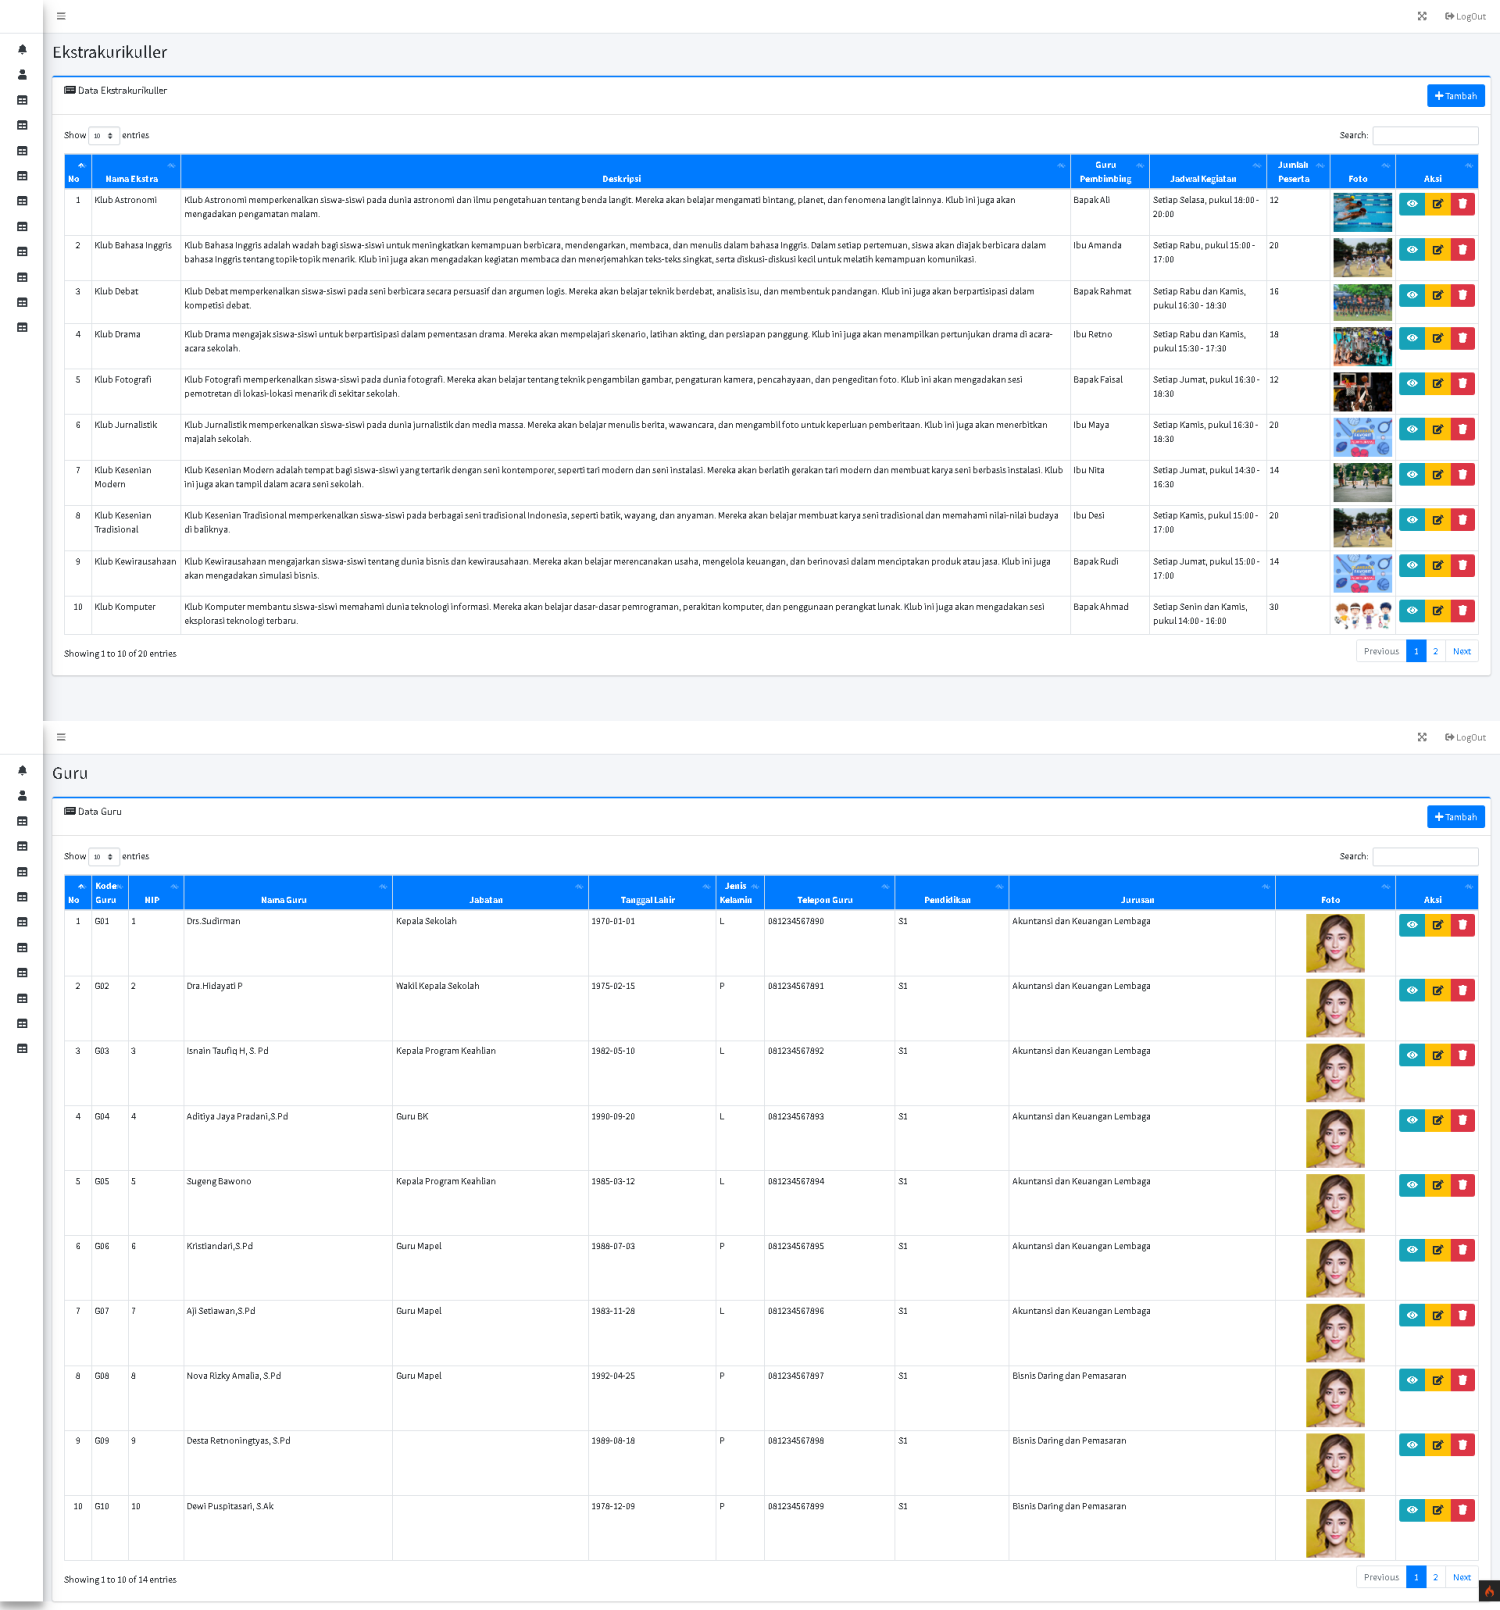 LogOut
Ekstrakurikuller
Data Ekstrakurikuller
Tambah
Show 10 entries
Search:
No Nama Ekstra Deskripsi Guru Pembimbing Jadwal Kegiatan Jumlah Peserta Foto Aksi
1 Klub Astronomi Klub Astronomi memperkenalkan siswa-siswi pada dunia astronomi dan ilmu pengetahuan tentang benda langit. Mereka akan belajar mengamati bintang, planet, dan fenomena langit lainnya. Klub ini juga akan Bapak Ali Setiap Selasa, pukul 18:00 - 12
mengadakan pengamatan malam. 20:00
2 Klub Bahasa Inggris Klub Bahasa Inggris adalah wadah bagi siswa-siswi untuk meningkatkan kemampuan berbicara, mendengarkan, membaca, dan menulis dalam bahasa Inggris. Dalam setiap pertemuan, siswa akan diajak berbicara dalam Ibu Amanda Setiap Rabu, pukul 15:00 - 20
bahasa Inggris tentang topik-topik menarik. Klub ini juga akan mengadakan kegiatan membaca dan menerjemahkan teks-teks singkat, serta diskusi-diskusi kecil untuk melatih kemampuan komunikasi. 17:00
3 Klub Debat Klub Debat memperkenalkan siswa-siswi pada seni berbicara secara persuasif dan argumen logis. Mereka akan belajar teknik berdebat, analisis isu, dan membentuk pandangan. Klub ini juga akan berpartisipasi dalam Bapak Rahmat Setiap Rabu dan Kamis, 16
kompetisi debat. pukul 16:30 - 18:30
4 Klub Drama Klub Drama mengajak siswa-siswi untuk berpartisipasi dalam pementasan drama. Mereka akan mempelajari skenario, latihan akting, dan persiapan panggung. Klub ini juga akan menampilkan pertunjukan drama di acara- Ibu Retno Setiap Rabu dan Kamis, 18
acara sekolah. pukul 15:30 - 17:30
5 Klub Fotografi Klub Fotografi memperkenalkan siswa-siswi pada dunia fotografi. Mereka akan belajar tentang teknik pengambilan gambar, pengaturan kamera, pencahayaan, dan pengeditan foto. Klub ini akan mengadakan sesi Bapak Faisal Setiap Jumat, pukul 16:30 - 12
pemotretan di lokasi-lokasi menarik di sekitar sekolah. 18:30
6 Klub Jurnalistik Klub Jurnalistik memperkenalkan siswa-siswi pada dunia jurnalistik dan media massa. Mereka akan belajar menulis berita, wawancara, dan mengambil foto untuk keperluan pemberitaan. Klub ini juga akan menerbitkan Ibu Maya Setiap Kamis, pukul 16:30 - 20
majalah sekolah. 18:30
7 Klub Kesenian Klub Kesenian Modern adalah tempat bagi siswa-siswi yang tertarik dengan seni kontemporer, seperti tari modern dan seni instalasi. Mereka akan berlatih gerakan tari modern dan membuat karya seni berbasis instalasi. Klub Ibu Nita Setiap Jumat, pukul 14:30 - 14
Modern ini juga akan tampil dalam acara seni sekolah. 16:30
8 Klub Kesenian Klub Kesenian Tradisional memperkenalkan siswa-siswi pada berbagai seni tradisional Indonesia, seperti batik, wayang, dan anyaman. Mereka akan belajar membuat karya seni tradisional dan memahami nilai-nilai budaya Ibu Desi Setiap Kamis, pukul 15:00 - 20
Tradisional di baliknya. 17:00
9 Klub Kewirausahaan Klub Kewirausahaan mengajarkan siswa-siswi tentang dunia bisnis dan kewirausahaan. Mereka akan belajar merencanakan usaha, mengelola keuangan, dan berinovasi dalam menciptakan produk atau jasa. Klub ini juga Bapak Rudi Setiap Jumat, pukul 15:00 - 14
akan mengadakan simulasi bisnis. 17:00
10 Klub Komputer Klub Komputer membantu siswa-siswi memahami dunia teknologi informasi. Mereka akan belajar dasar-dasar pemrograman, perakitan komputer, dan penggunaan perangkat lunak. Klub ini juga akan mengadakan sesi Bapak Ahmad Setiap Senin dan Kamis, 30
eksplorasi teknologi terbaru. pukul 14:00 - 16:00
Showing 1 to 10 of 20 entries
Previous 1 2 Next
LogOut
Guru
Data Guru
Tambah
Show 10 entries
Search:
No Kode Guru NIP Nama Guru Jabatan Tanggal Lahir Jenis Kelamin Telepon Guru Pendidikan Jurusan Foto Aksi
1 G01 1 Drs.Sudirman Kepala Sekolah 1970-01-01 L 081234567890 S1 Akuntansi dan Keuangan Lembaga
2 G02 2 Dra.Hidayati P Wakil Kepala Sekolah 1975-02-15 P 081234567891 S1 Akuntansi dan Keuangan Lembaga
3 G03 3 Isnain Taufiq H, S. Pd Kepala Program Keahlian 1982-05-10 L 081234567892 S1 Akuntansi dan Keuangan Lembaga
4 G04 4 Aditiya Jaya Pradani,S.Pd Guru BK 1990-09-20 L 081234567893 S1 Akuntansi dan Keuangan Lembaga
5 G05 5 Sugeng Bawono Kepala Program Keahlian 1985-03-12 L 081234567894 S1 Akuntansi dan Keuangan Lembaga
6 G06 6 Kristiandari,S.Pd Guru Mapel 1988-07-03 P 081234567895 S1 Akuntansi dan Keuangan Lembaga
7 G07 7 Aji Setiawan,S.Pd Guru Mapel 1983-11-28 L 081234567896 S1 Akuntansi dan Keuangan Lembaga
8 G08 8 Nova Rizky Amalia, S.Pd Guru Mapel 1992-04-25 P 081234567897 S1 Bisnis Daring dan Pemasaran
9 G09 9 Desta Retnoningtyas, S.Pd 1989-08-18 P 081234567898 S1 Bisnis Daring dan Pemasaran
10 G10 10 Dewi Puspitasari, S.Ak 1978-12-09 P 081234567899 S1 Bisnis Daring dan Pemasaran
Showing 1 to 10 of 14 entries
Previous 1 2 Next